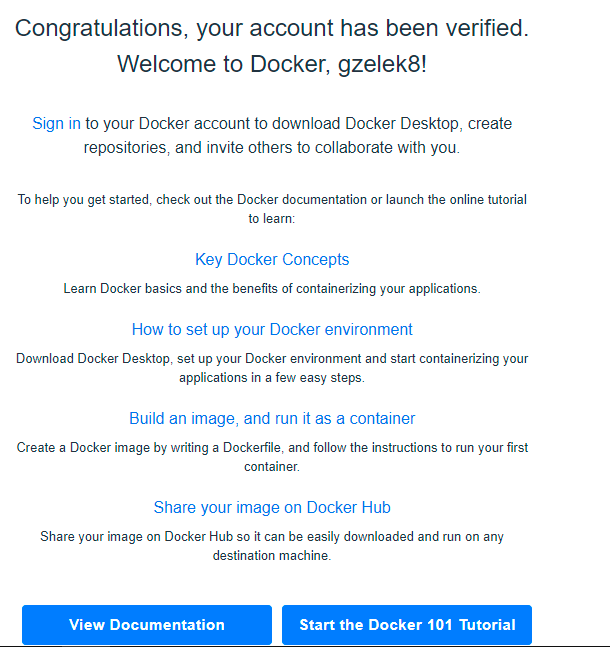 Congratulations, your account has been verified.
Welcome to Docker, gzelek8!
Sign in to your Docker account to download Docker Desktop, create
repositories, and invite others to collaborate with you.
To help you get started, check out the Docker documentation or launch the online tutorial
to learn:
Key Docker Concepts
Learn Docker basics and the benefits of containerizing your applications.
How to set up your Docker environment
Download Docker Desktop, set up your Docker environment and start containerizing your
applications in a few easy steps.
Build an image, and run it as a container
Create a Docker image by writing a Dockerfile, and follow the instructions to run your first
container.
Share your image on Docker Hub
Share your image on Docker Hub so it can be easily downloaded and run on any
destination machine.
View Documentation
Start the Docker 101 Tutorial